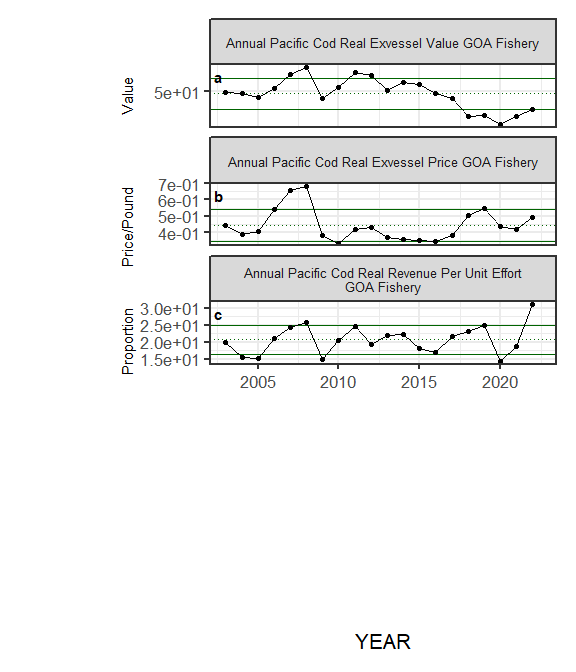 Annual Pacific Cod Real Exvessel Value GOA Fishery
a
Value
5e+01
Annual Pacific Cod Real Exvessel Price GOA Fishery
b
Price/Pound
7e-01
6e-01
5e-01
4e-01
Annual Pacific Cod Real Revenue Per Unit Effort
GOA Fishery
c
Proportion
3.0e+01
2.5e+01
2.0e+01
1.5e+01
2005 2010 2015 2020
YEAR